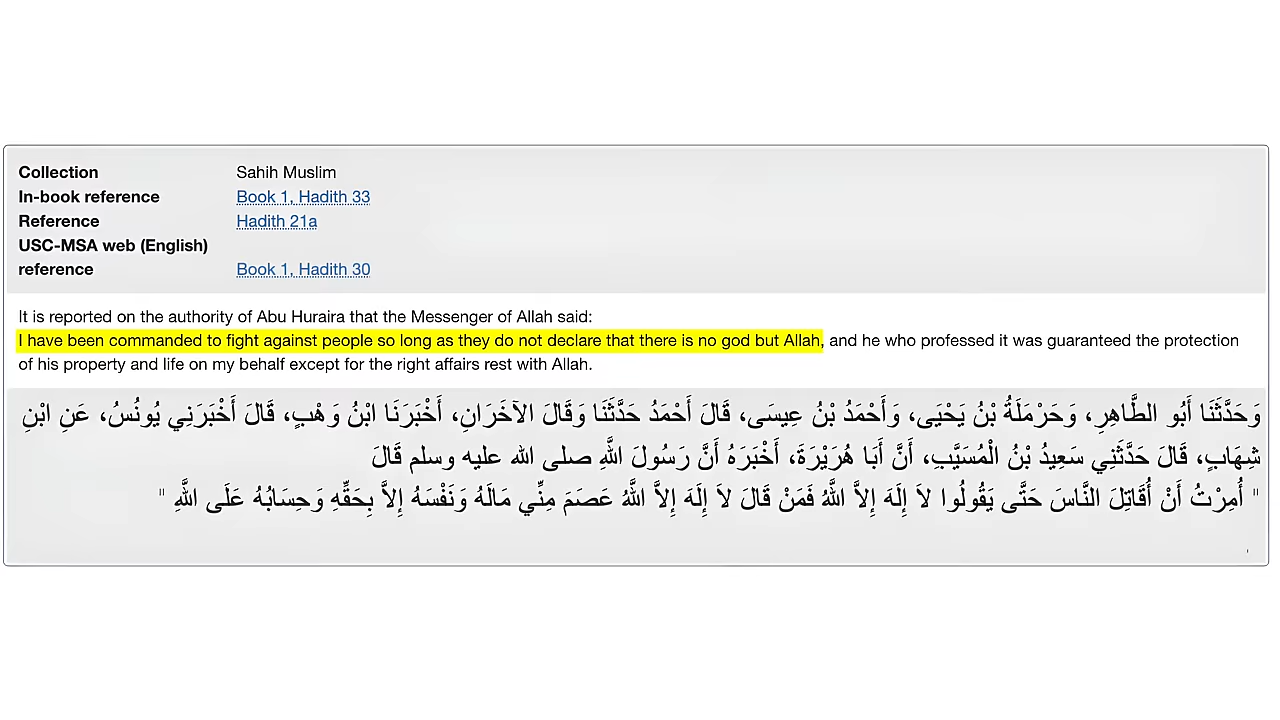 Collection Sahih Muslim
In-book reference Book 1, Hadith 33
Reference Hadith 21a
USC-MSA web (English)
reference Book 1, Hadith 30
It is reported on the authority of Abu Huraira that the Messenger of Allah said:
I have been commanded to fight against people so long as they do not declare that there is no god but Allah, and he who professed it was guaranteed the protection
of his property and life on my behalf except for the right affairs rest with Allah.
وَحَدَّثَنَا أَبُو الطَّاهِرِ، وَحَرْمَلَةُ بْنُ يَحْيَى، وَأَحْمَدُ بْنُ عِيسَى، قَالَ أَحْمَدُ حَدَّثَنَا وَقَالَ الآخَرَانِ، أَخْبَرَنَا ابْنُ وَهْبٍ، قَالَ أَخْبَرَنِي يُونُسُ، عَنِ ابْنِ
شِهَابٍ، قَالَ حَدَّثَنِي سَعِيدُ بْنُ الْمُسَيَّبِ، أَنَّ أَبَا هُرَيْرَةَ، أَخْبَرَهُ أَنَّ رَسُولَ اللَّهِ صلى الله عليه وسلم قَالَ
" أُمِرْتُ أَنْ أُقَاتِلَ النَّاسَ حَتَّى يَقُولُوا لاَ إِلَهَ إِلاَّ اللَّهُ فَمَنْ قَالَ لاَ إِلَهَ إِلاَّ اللَّهُ عَصَمَ مِنِّي مَالَهُ وَنَفْسَهُ إِلاَّ بِحَقِّهِ وَحِسَابُهُ عَلَى اللَّهِ "